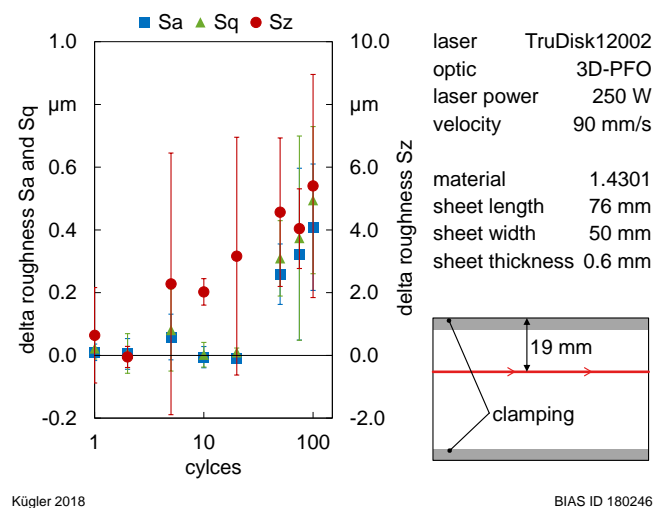 Sa Sq Sz
1.0
µm
0.6
0.4
0.2
0.0
-0.2
delta roughness Sa and Sq
10.0
µm
6.0
4.0
2.0
0.0
-2.0
delta roughness Sz
1 10 100
cylces
laser TruDisk12002
optic 3D-PFO
laser power 250 W
velocity 90 mm/s
material 1.4301
sheet length 76 mm
sheet width 50 mm
sheet thickness 0.6 mm
19 mm
clamping
Kügler 2018
BIAS ID 180246